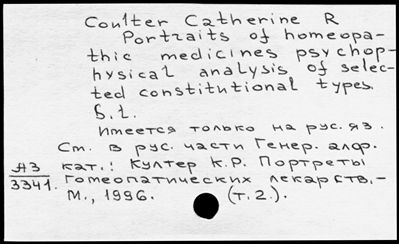 Coulter Catherine R
Portraits of homeopa-
thic medicines psychop-
hysical analysis of selec-
ted constitutional types.
S.l.
Имеется только на рус. яз.
См. в рус. части Генер. алф.
кат.: Култер К.Р. Портреты
АЗ
3341. гомеопатических лекарств.-
М., 1996. (Т.2.).